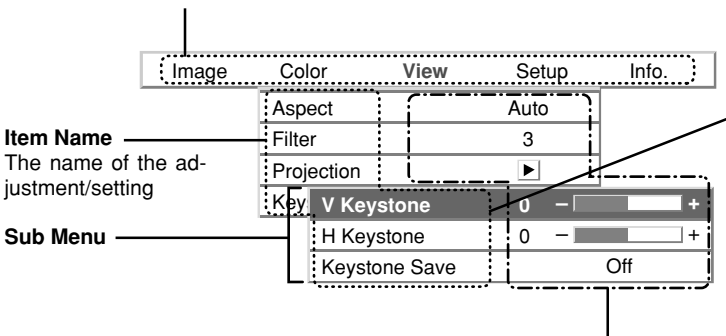 Image Color View Setup Info.
Aspect Auto
Item Name
Filter 3
The name of the ad-
justment/setting
Projection
Key
V Keystone 0 – +
Sub Menu
H Keystone 0 – +
Keystone Save Off